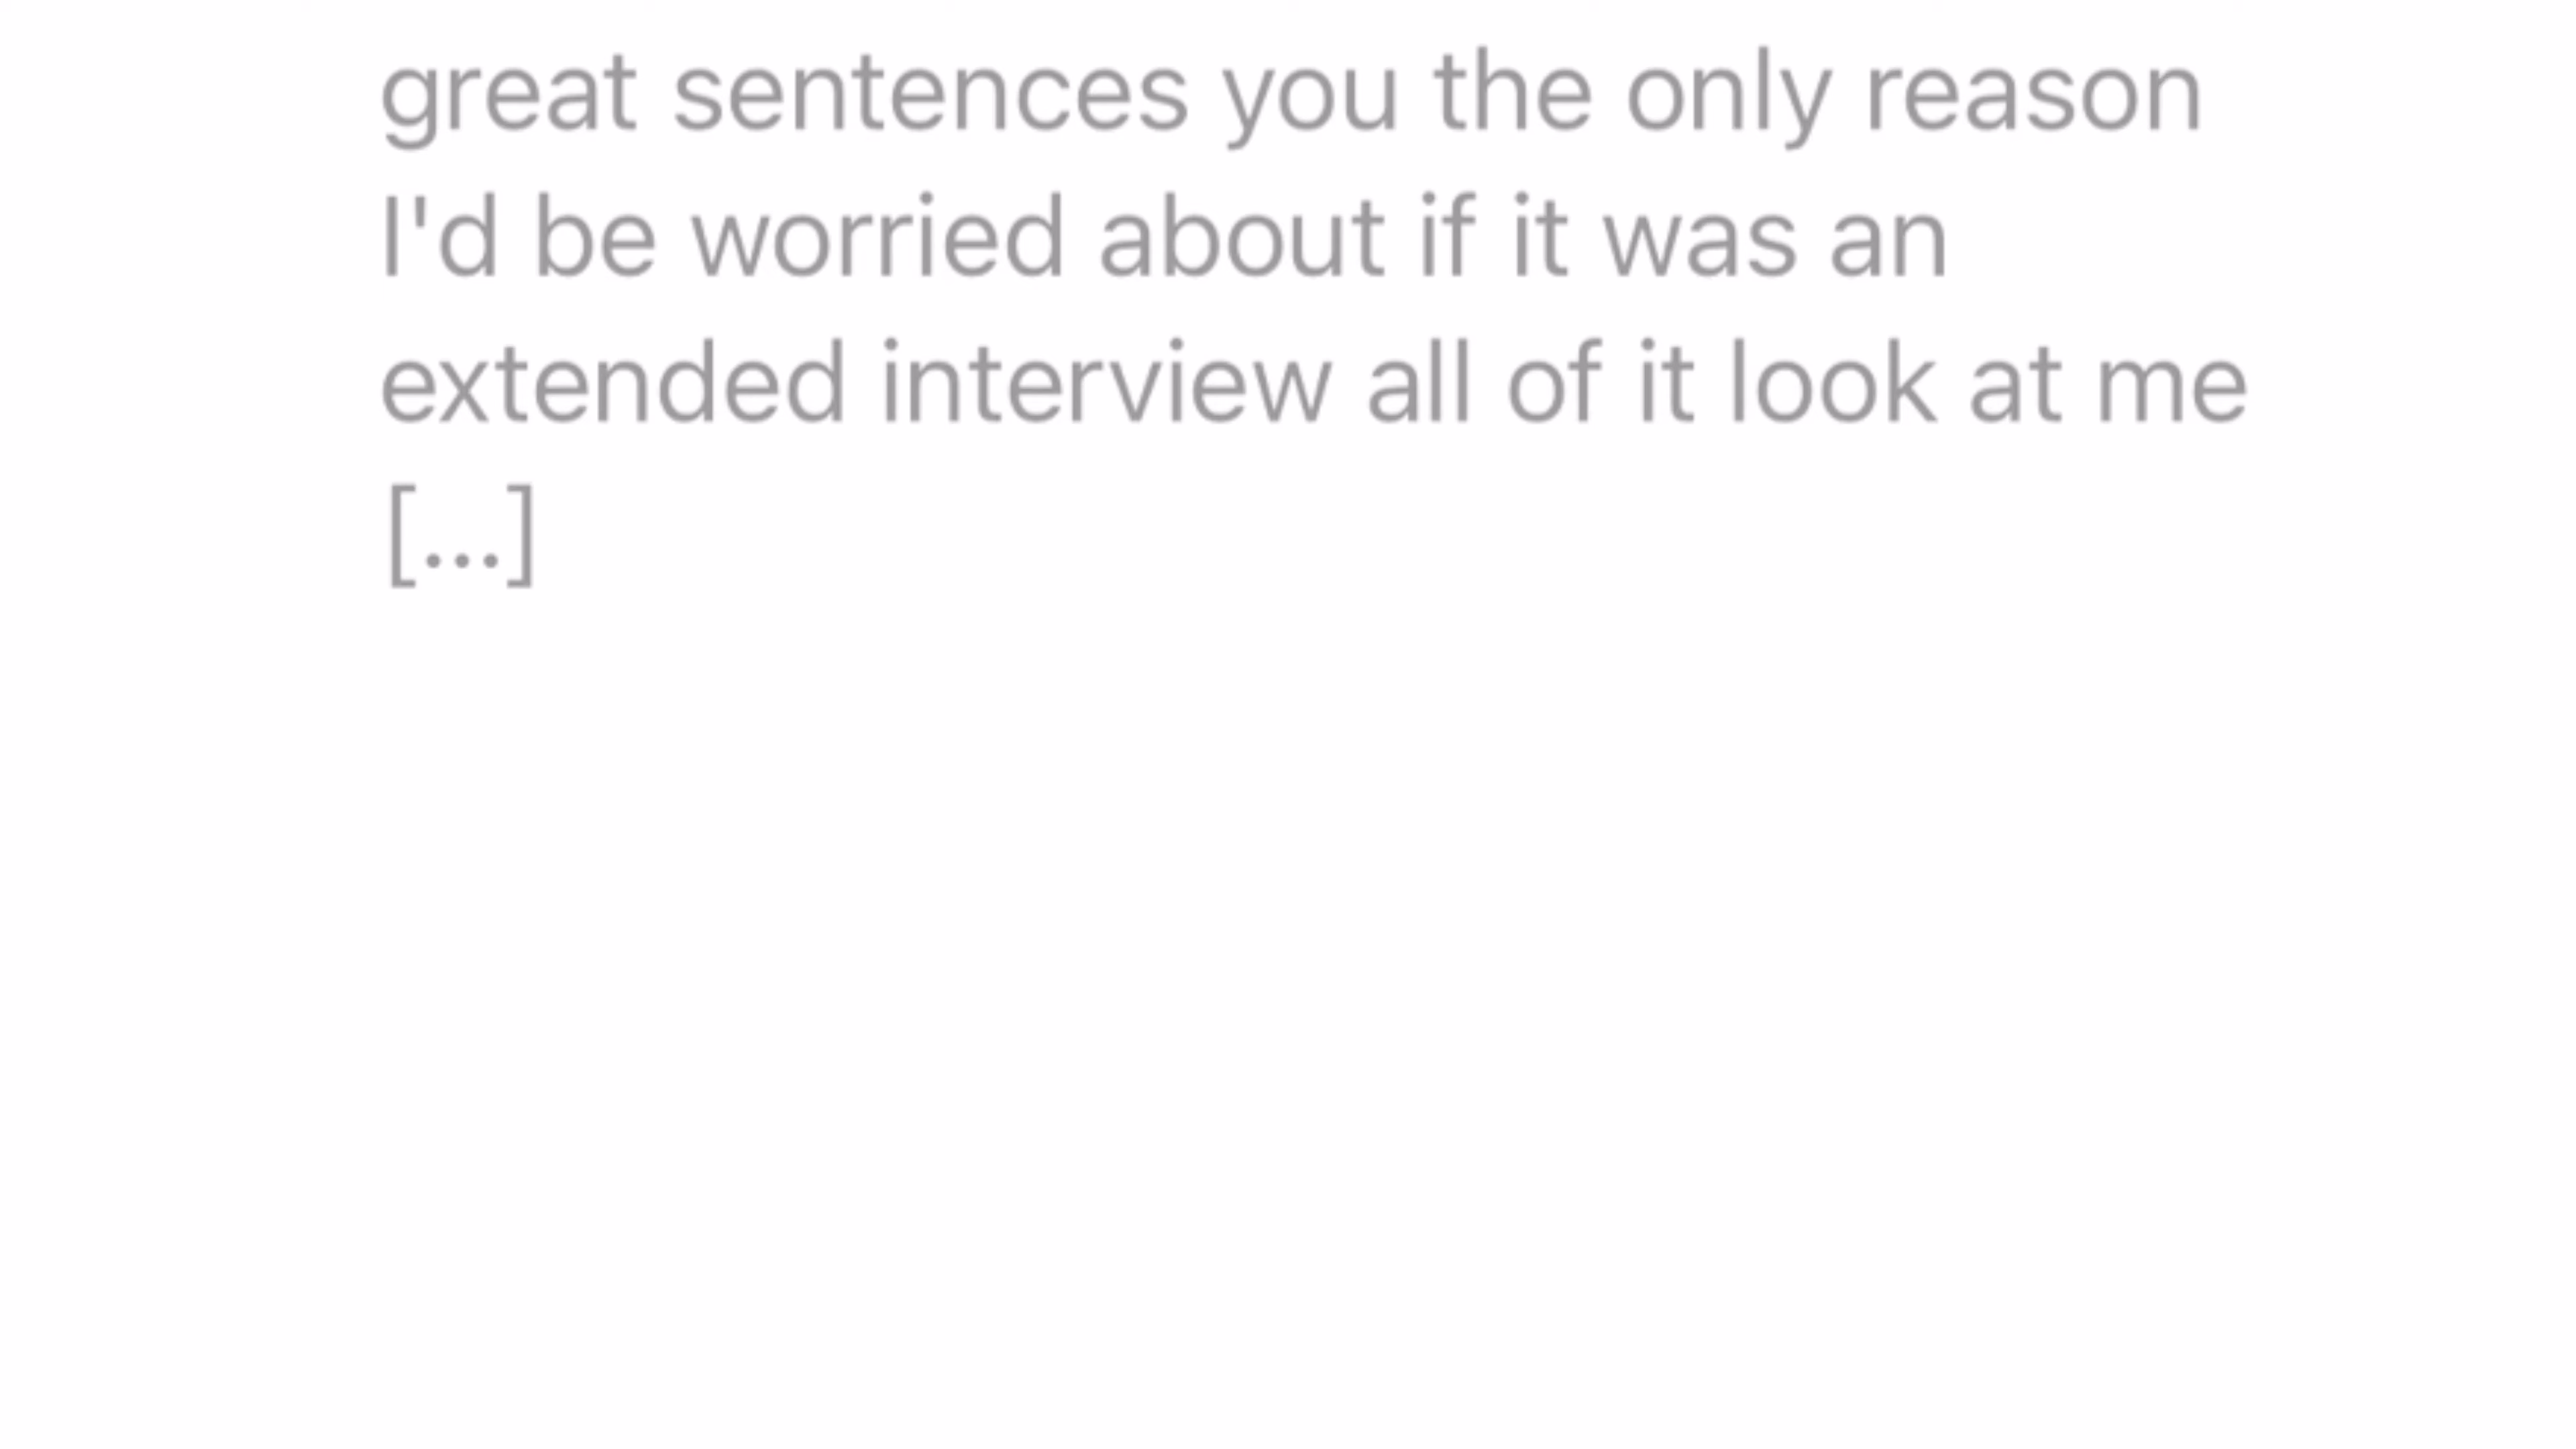 great sentences you the only reason
I'd be worried about if it was an
extended interview all of it look at me
[...]